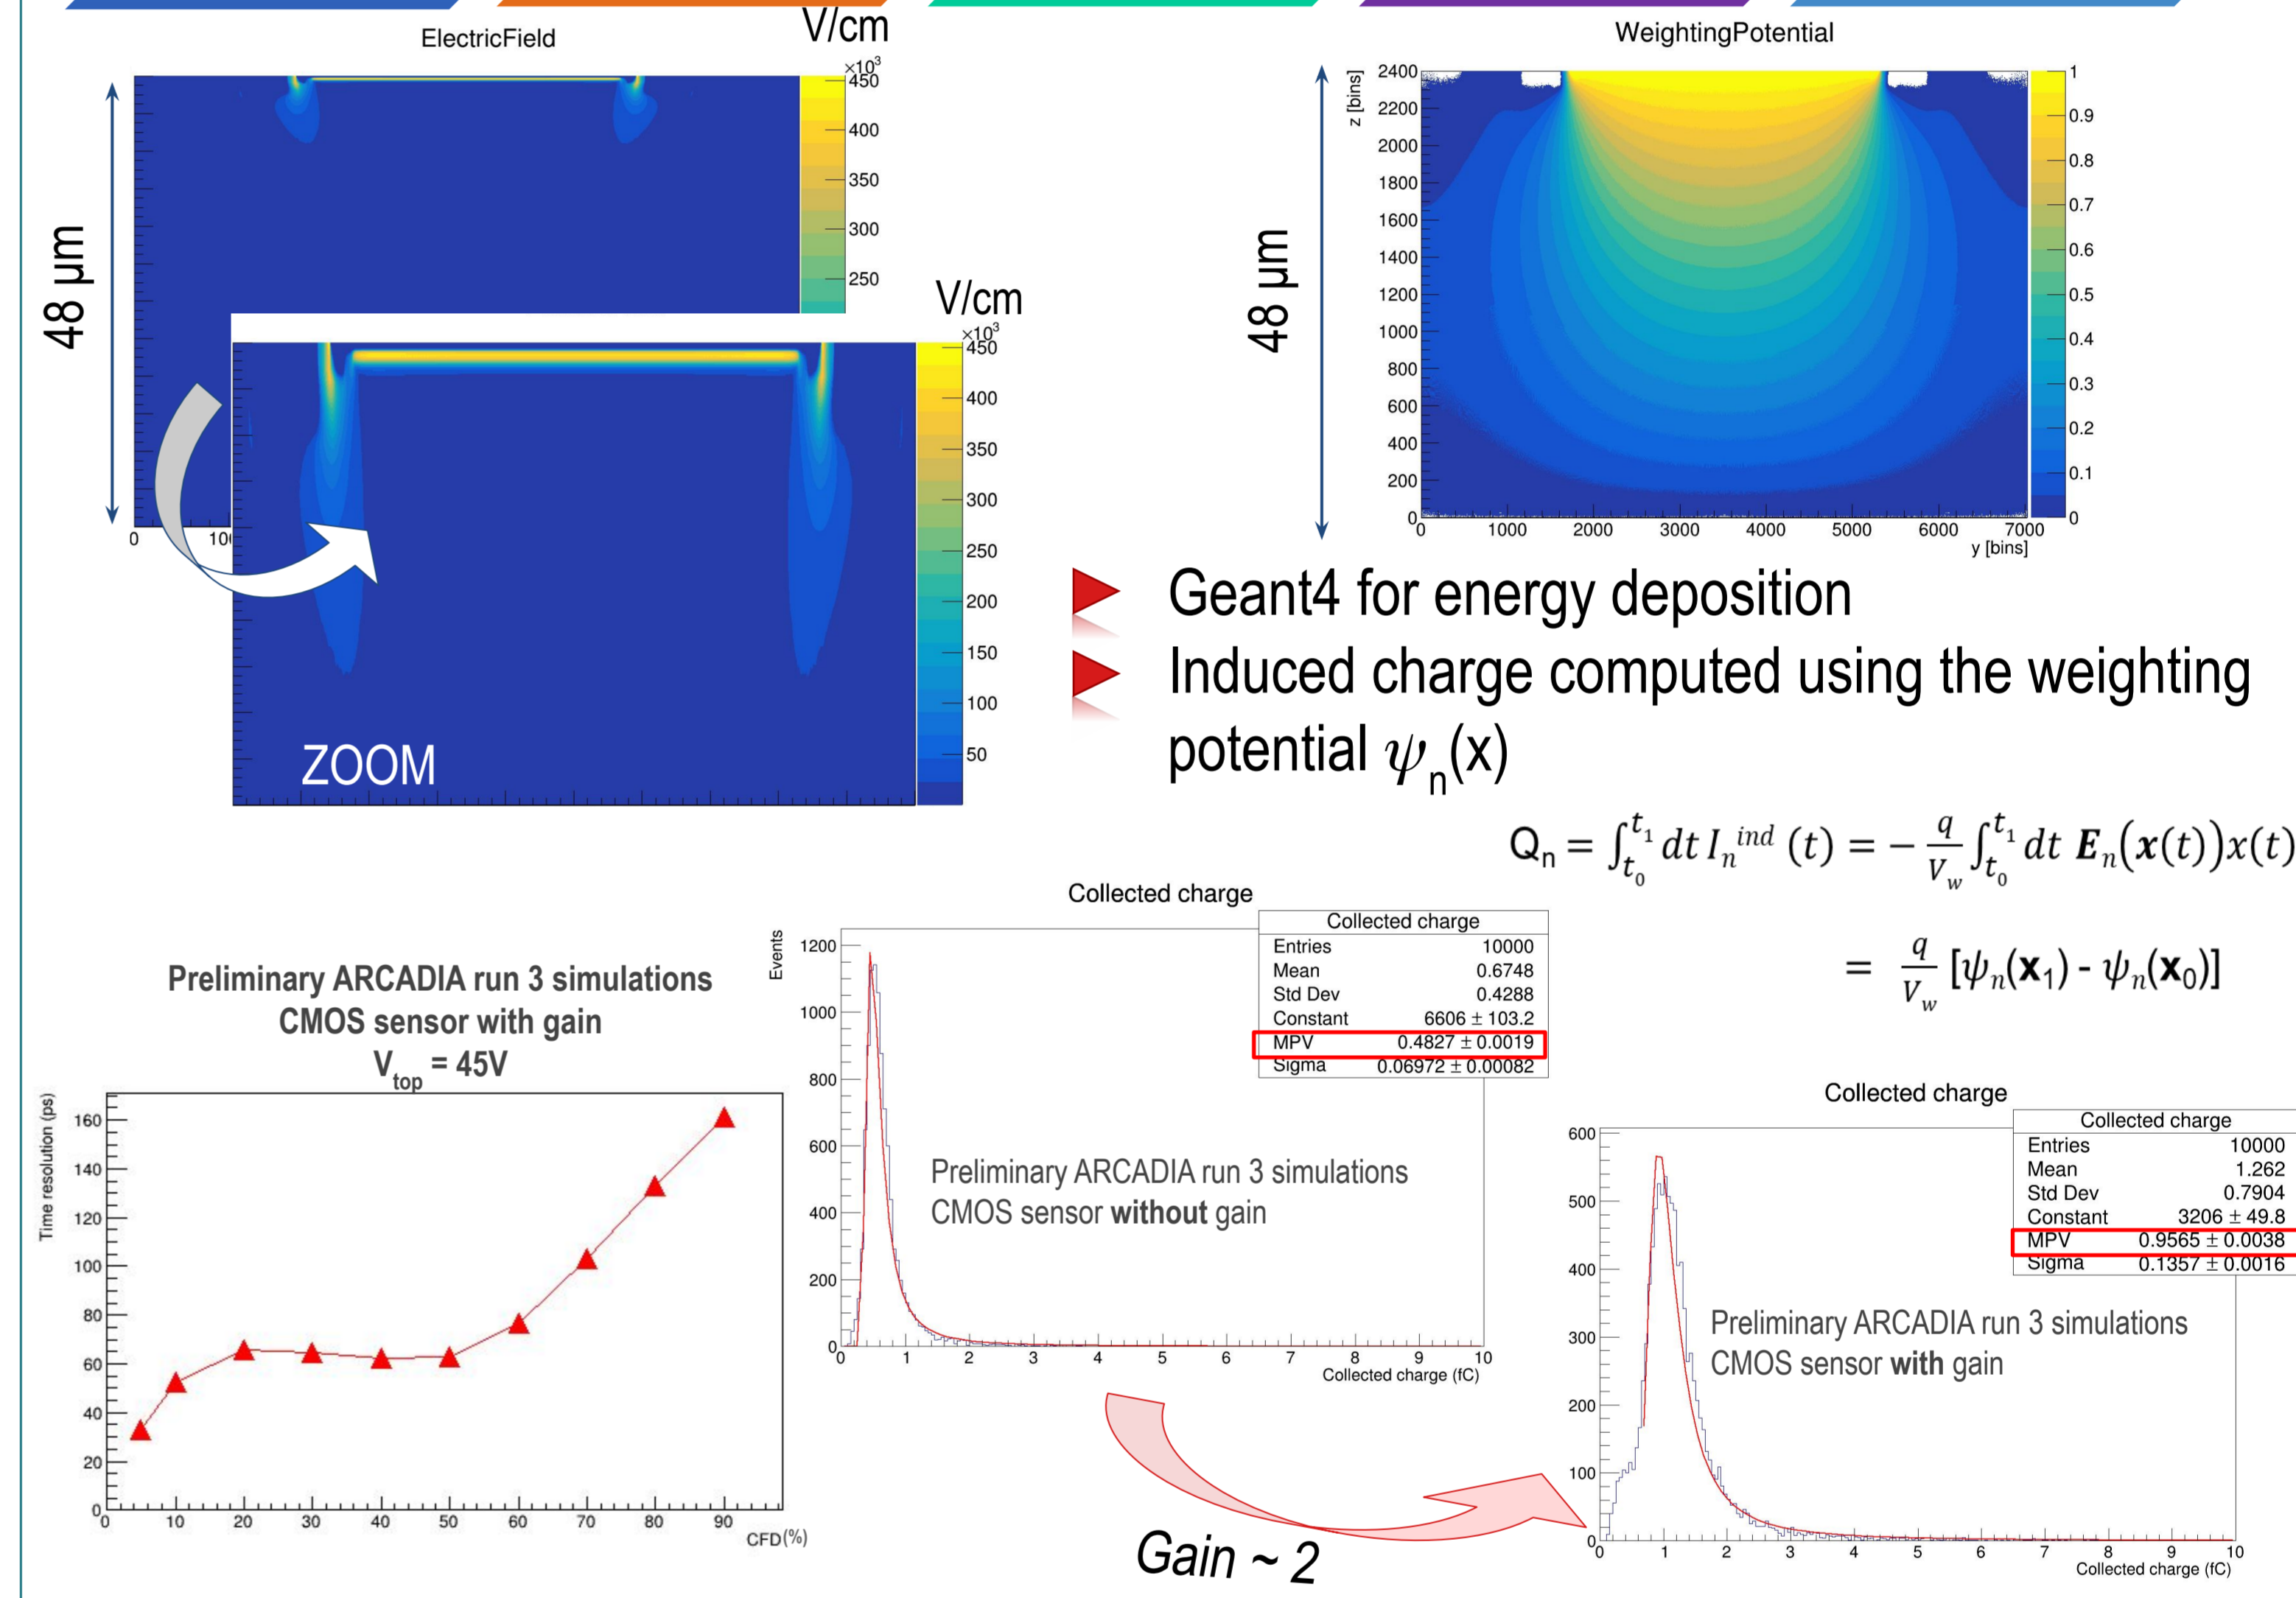 ElectricField
V/cm
×10³
450
400
350
300
250
48 µm
0
10
V/cm
×10³
450
400
350
300
250
200
150
100
50
ZOOM
WeightingPotential
z [bins]
2400
2200
2000
1800
1600
1400
1200
1000
800
600
400
200
0
0 1000 2000 3000 4000 5000 6000 7000
y [bins]
1
0.9
0.8
0.7
0.6
0.5
0.4
0.3
0.2
0.1
0
48 µm
Geant4 for energy deposition
Induced charge computed using the weighting
potential ψₙ(x)
Qₙ = ∫_{t₀}^{t₁} dt Iₙ^{ind} (t) = − q/V_w ∫_{t₀}^{t₁} dt Eₙ(x(t))x(t)
= q/V_w [ψₙ(x₁) - ψₙ(x₀)]
Preliminary ARCADIA run 3 simulations
CMOS sensor with gain
V_top = 45V
Time resolution (ps)
160
140
120
100
80
60
40
20
0
0 10 20 30 40 50 60 70 80 90
CFD(%)
Collected charge
Events
1200
1000
800
600
400
200
0
0 1 2 3 4 5 6 7 8 9 10
Collected charge (fC)
Collected charge
Entries 10000
Mean 0.6748
Std Dev 0.4288
Constant 6606 ± 103.2
MPV 0.4827 ± 0.0019
Sigma 0.06972 ± 0.00082
Preliminary ARCADIA run 3 simulations
CMOS sensor without gain
Gain ~ 2
Collected charge
600
500
400
300
200
100
0
0 1 2 3 4 5 6 7 8 9 10
Collected charge (fC)
Collected charge
Entries 10000
Mean 1.262
Std Dev 0.7904
Constant 3206 ± 49.8
MPV 0.9565 ± 0.0038
Sigma 0.1357 ± 0.0016
Preliminary ARCADIA run 3 simulations
CMOS sensor with gain